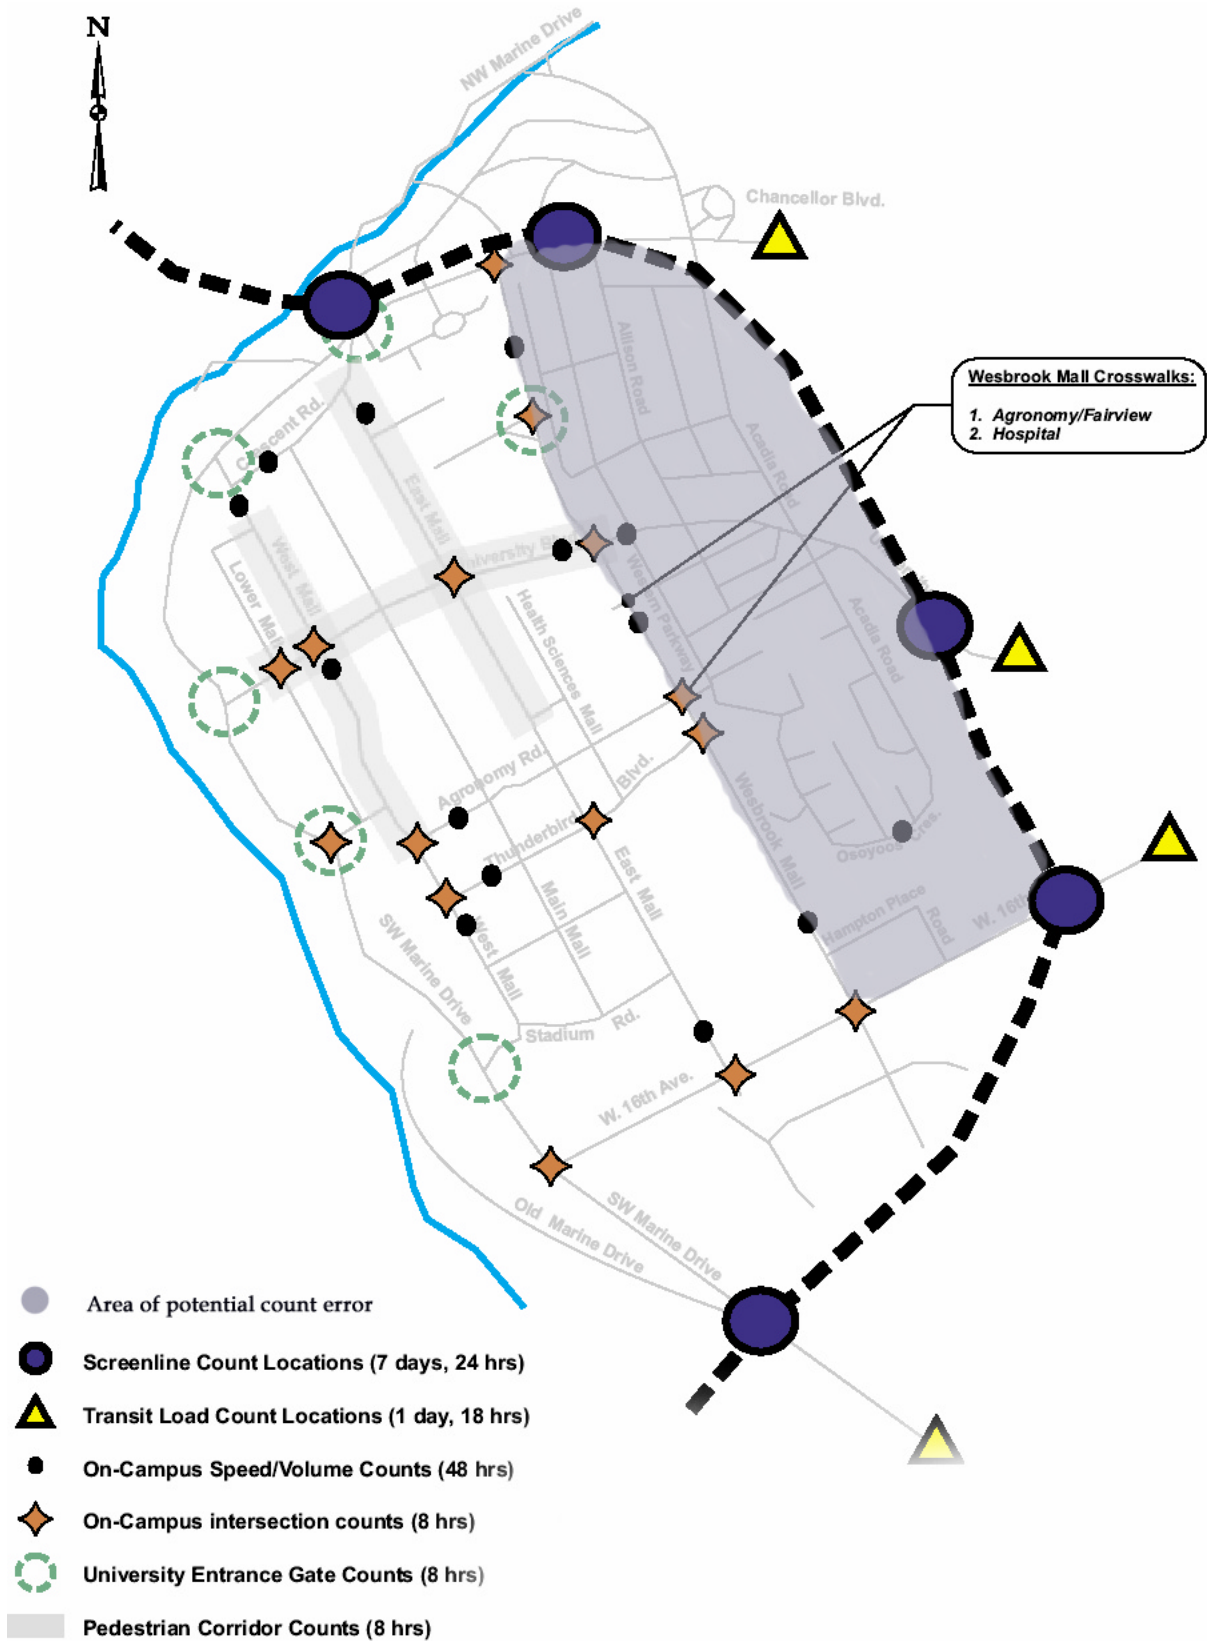 N
NW Marine Drive
Chancellor Blvd.
Wesbrook Mall Crosswalks:
1. Agronomy/Fairview
2. Hospital
Allison Road
Crescent Rd.
Acadia Road
East Mall
University Bl
West Mall
Lower Mall
Health Sciences Mall
Western Parkway
Acadia Road
Agronomy Rd.
Thunderbird Blvd.
Wesbrook Mall
Osoyoos Cres.
East Mall
Main Mall
Hampton Place
Road
W. 16th
SW Marine Drive
West Mall
Stadium Rd.
W. 16th Ave.
Old Marine Drive
SW Marine Drive
Area of potential count error
Screenline Count Locations (7 days, 24 hrs)
Transit Load Count Locations (1 day, 18 hrs)
On-Campus Speed/Volume Counts (48 hrs)
On-Campus intersection counts (8 hrs)
University Entrance Gate Counts (8 hrs)
Pedestrian Corridor Counts (8 hrs)